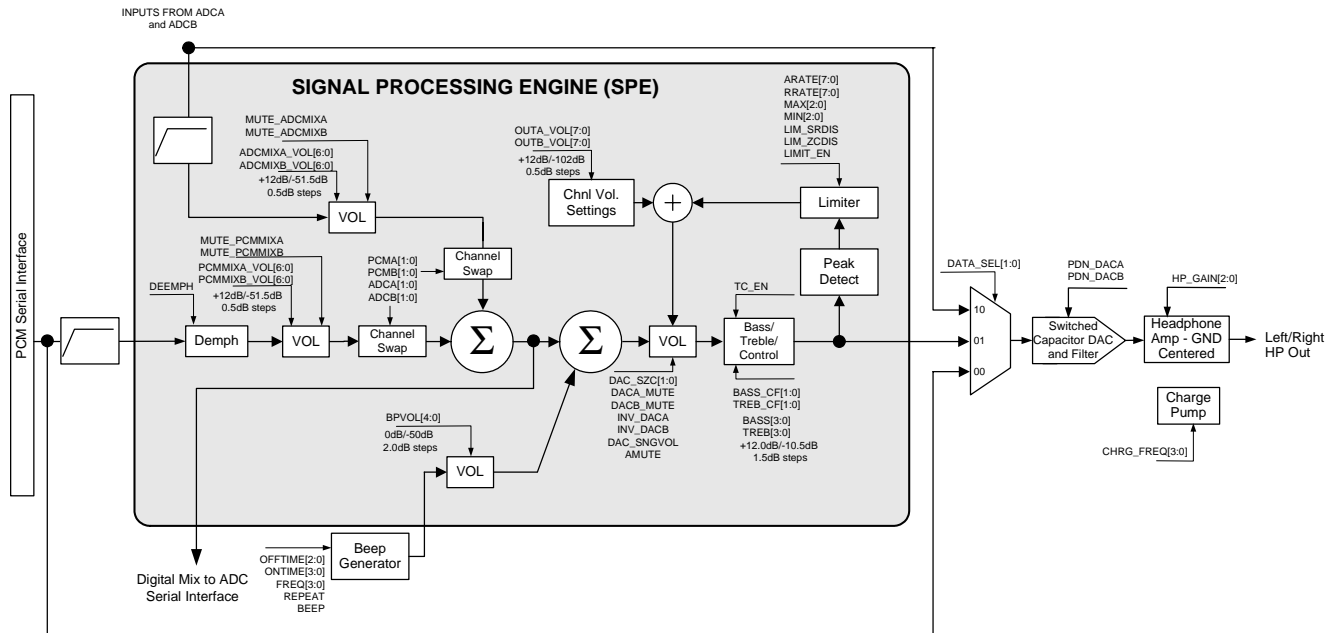 INPUTS FROM ADCA
and ADCB
SIGNAL PROCESSING ENGINE (SPE)
PCM Serial Interface
MUTE_ADCMIXA
MUTE_ADCMIXB
ADCMIXA_VOL[6:0]
ADCMIXB_VOL[6:0]
+12dB/-51.5dB
0.5dB steps
VOL
OUTA_VOL[7:0]
OUTB_VOL[7:0]
+12dB/-102dB
0.5dB steps
Chnl Vol.
Settings
+
ARATE[7:0]
RRATE[7:0]
MAX[2:0]
MIN[2:0]
LIM_SRDIS
LIM_ZCDIS
LIMIT_EN
Limiter
Peak
Detect
MUTE_PCMMIXA
MUTE_PCMMIXB
PCMMIXA_VOL[6:0]
PCMMIXB_VOL[6:0]
+12dB/-51.5dB
0.5dB steps
DEEMPH
Demph
VOL
PCMA[1:0]
PCMB[1:0]
ADCA[1:0]
ADCB[1:0]
Channel
Swap
Channel
Swap
Σ
Σ
VOL
TC_EN
Bass/
Treble/
Control
DAC_SZC[1:0]
DACA_MUTE
DACB_MUTE
INV_DACA
INV_DACB
DAC_SNGVOL
AMUTE
BASS_CF[1:0]
TREB_CF[1:0]
BASS[3:0]
TREB[3:0]
+12.0dB/-10.5dB
1.5dB steps
BPVOL[4:0]
0dB/-50dB
2.0dB steps
VOL
Beep
Generator
OFFTIME[2:0]
ONTIME[3:0]
FREQ[3:0]
REPEAT
BEEP
Digital Mix to ADC
Serial Interface
DATA_SEL[1:0]
10
01
00
PDN_DACA
PDN_DACB
Switched
Capacitor DAC
and Filter
HP_GAIN[2:0]
Headphone
Amp - GND
Centered
Left/Right
HP Out
Charge
Pump
CHRG_FREQ[3:0]